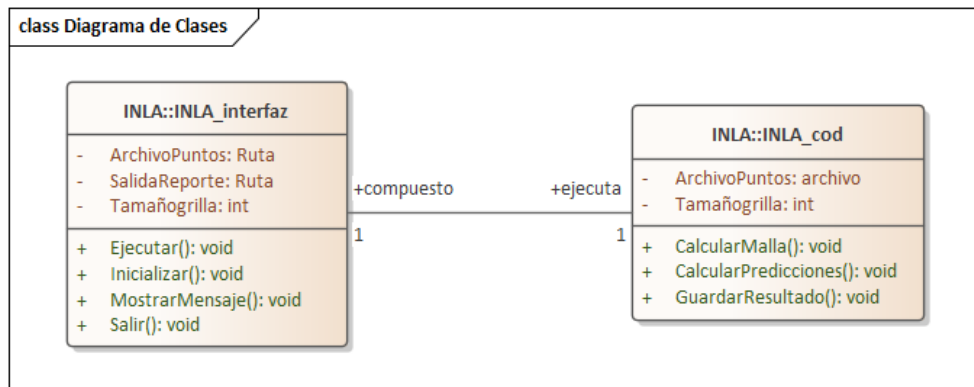 class Diagrama de Clases
INLA::INLA_interfaz
- ArchivoPuntos: Ruta
- SalidaReporte: Ruta
- Tamañogrilla: int
+ Ejecutar(): void
+ Inicializar(): void
+ MostrarMensaje(): void
+ Salir(): void
+compuesto
+ejecuta
1
1
INLA::INLA_cod
- ArchivoPuntos: archivo
- Tamañogrilla: int
+ CalcularMalla(): void
+ CalcularPredicciones(): void
+ GuardarResultado(): void